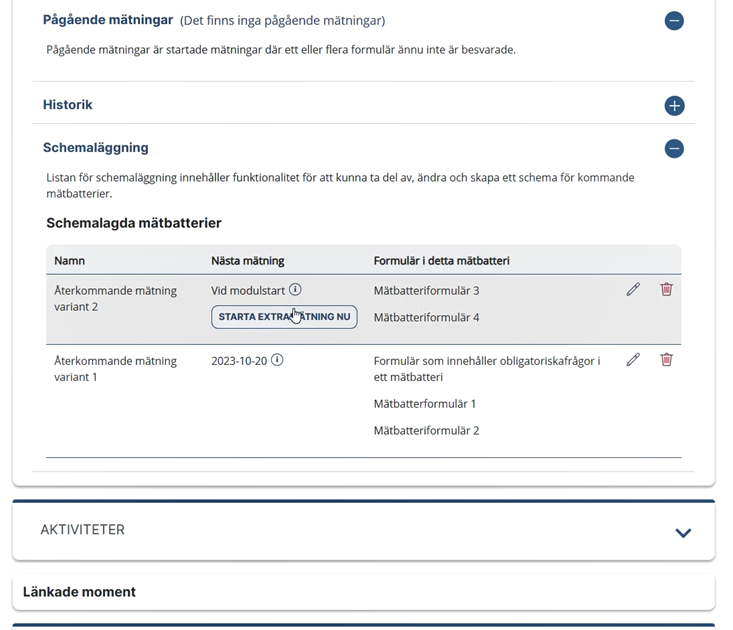 Pågående mätningar (Det finns inga pågående mätningar)
Pågående mätningar är startade mätningar där ett eller flera formulär ännu inte är besvarade.
Historik
Schemaläggning
Listan för schemaläggning innehåller funktionalitet för att kunna ta del av, ändra och skapa ett schema för kommande
mätbatterier.
Schemalagda mätbatterier
Namn Nästa mätning Formulär i detta mätbatteri
Återkommande mätning
variant 2
Vid modulstart
STARTA EXTRAMÄTNING NU
Mätbatteriformulär 3
Mätbatteriformulär 4
Återkommande mätning
variant 1
2023-10-20
Formulär som innehåller obligatoriskafrågor i
ett mätbatteri
Mätbatterformulär 1
Mätbatteriformulär 2
AKTIVITETER
Länkade moment